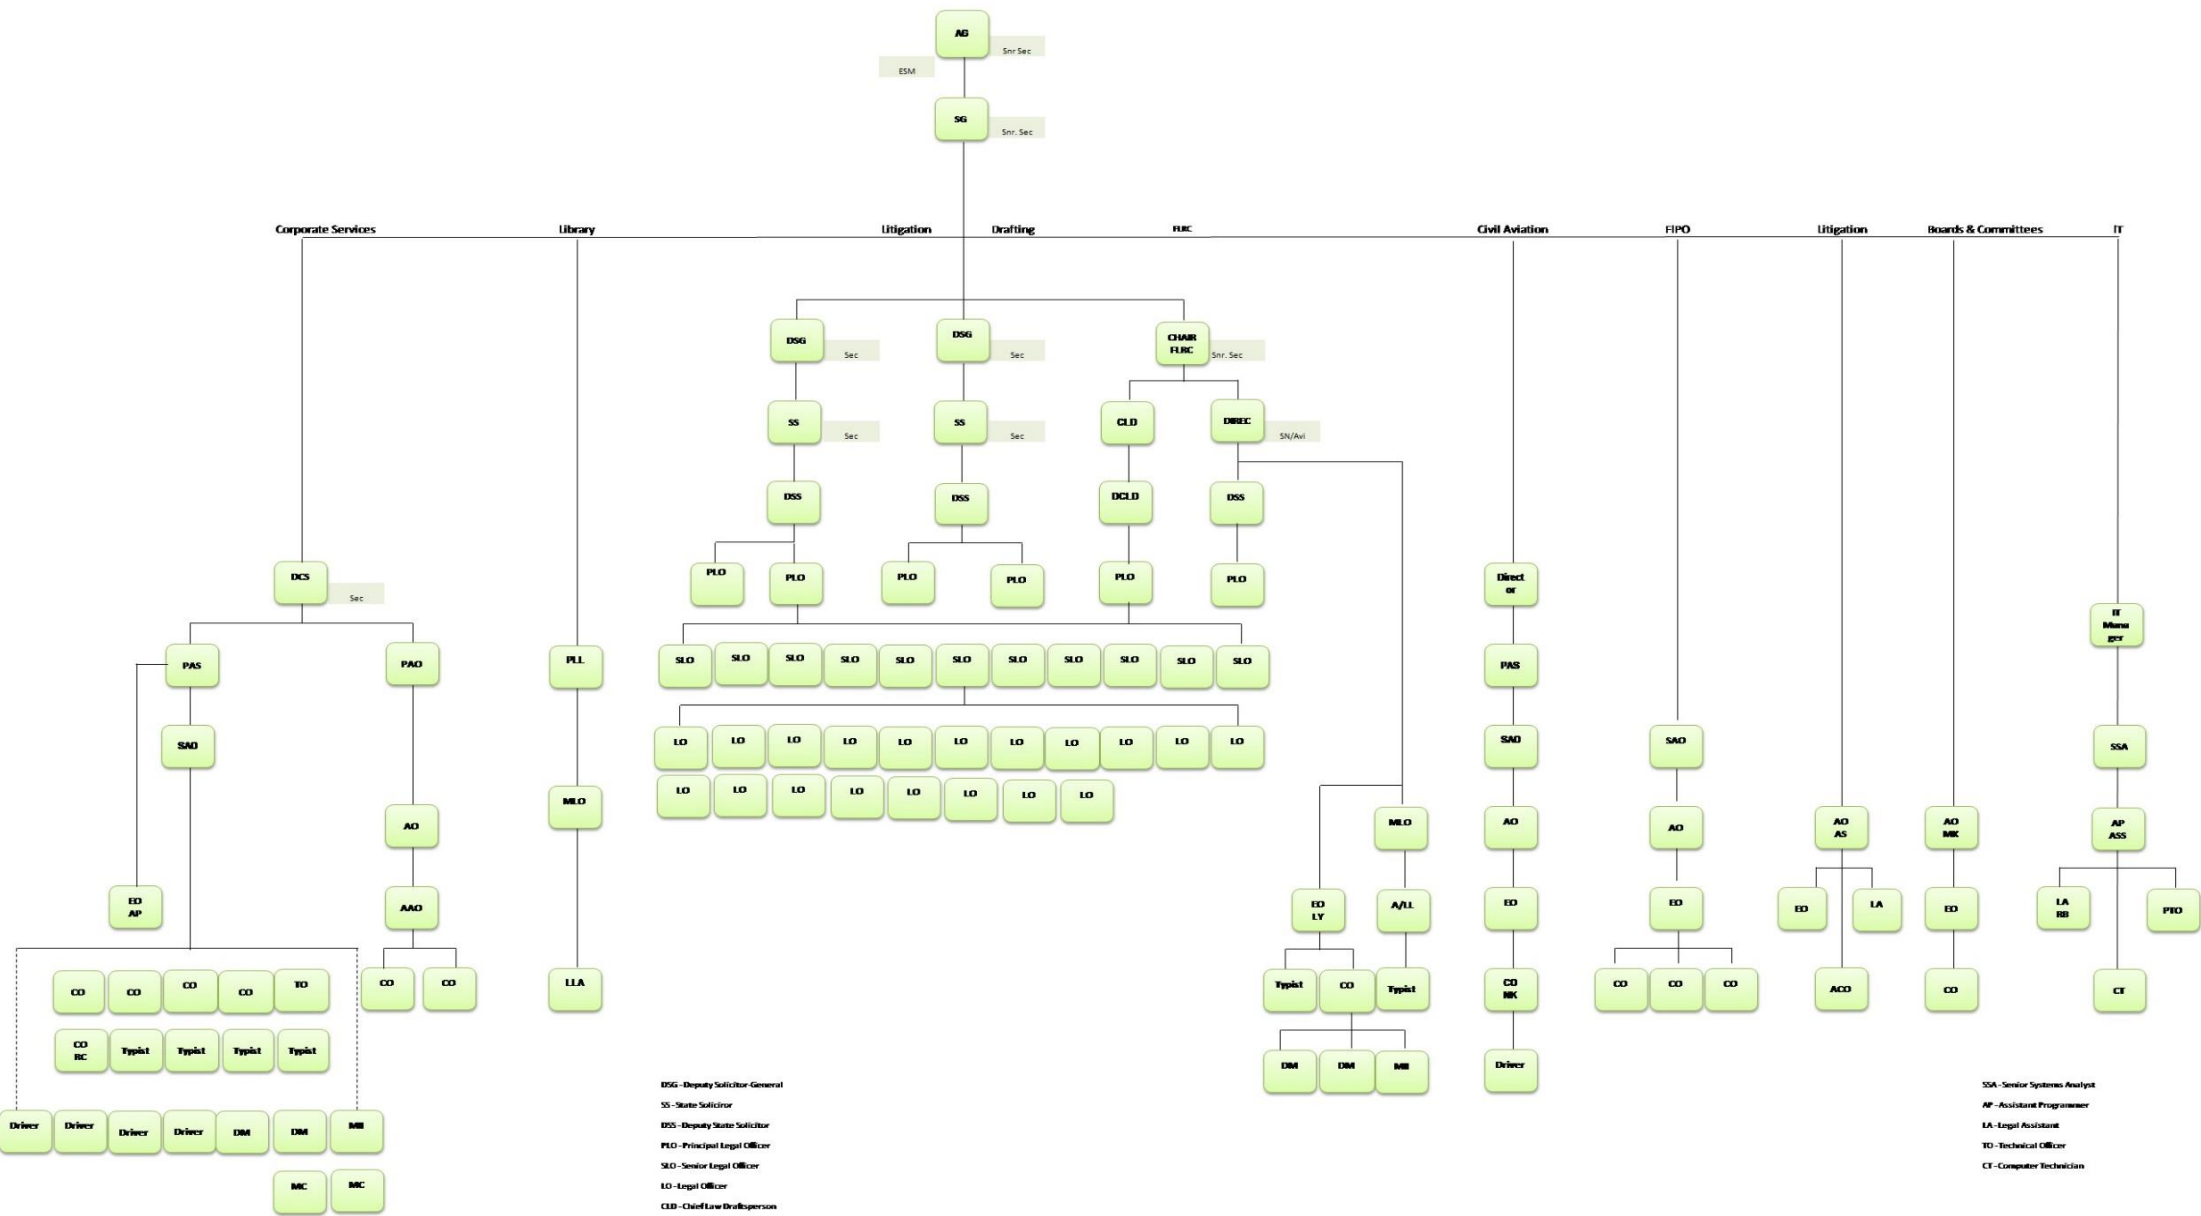 AG
Snr Sec
ESM
SG
Snr. Sec
Corporate Services
Library
Litigation
Drafting
FLRC
Civil Aviation
FIPO
Litigation
Boards & Committees
IT
DSG
Sec
DSG
Sec
CHAIR
FLRC
Snr. Sec
SS
Sec
SS
Sec
CLD
DIREC
SN/Avi
DSS
DSS
DCLD
DSS
DCS
Sec
PLO
PLO
PLO
PLO
PLO
PLO
Direct
or
IT
Mana
ger
PAS
PAO
PLL
SLO
SLO
SLO
SLO
SLO
SLO
SLO
SLO
SLO
SLO
SLO
PAS
SAO
LO
LO
LO
LO
LO
LO
LO
LO
LO
LO
LO
SAO
SAO
SSA
LO
LO
LO
LO
LO
LO
LO
LO
AO
MLO
MLO
AO
AO
AO
AS
AO
MK
AP
ASS
EO
AP
AAO
EO
LY
A/LL
EO
EO
EO
LA
EO
LA
RB
PTO
CO
CO
CO
CO
TO
CO
CO
LLA
Typist
CO
Typist
CO
NK
CO
CO
CO
ACO
CO
CT
CO
RC
Typist
Typist
Typist
Typist
DM
DM
MII
Driver
Driver
Driver
Driver
Driver
DM
DM
MII
MC
MC
DSG - Deputy Solicitor-General
SS - State Soliciror
DSS - Deputy State Solicitor
PLO - Principal Legal Officer
SLO - Senior Legal Officer
LO - Legal Officer
CLD - Chief Law Draftsperson
SSA - Senior Systems Analyst
AP - Assistant Programmer
LA - Legal Assistant
TO - Technical Officer
CT - Computer Technician